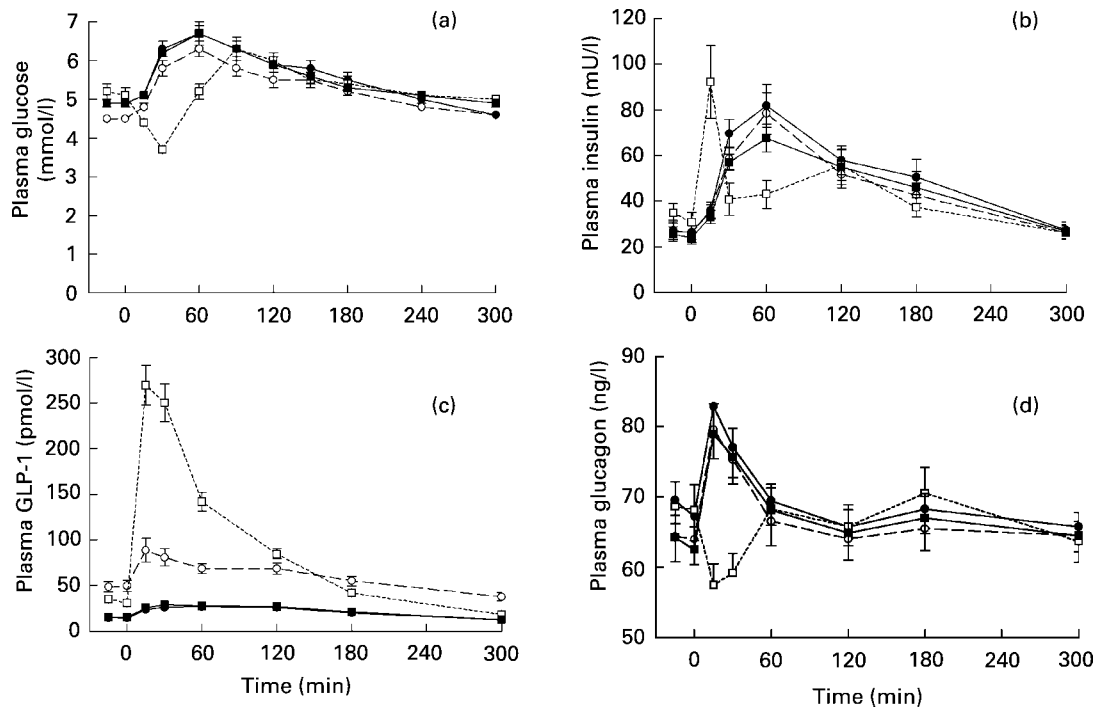 (a)
Plasma glucose
(mmol/l)
7
6
5
4
3
2
1
0
0 60 120 180 240 300
(b)
Plasma insulin (mU/l)
120
100
80
60
40
20
0
0 60 120 180 240 300
(c)
Plasma GLP-1 (pmol/l)
300
250
200
150
100
50
0
0 60 120 180 240 300
Time (min)
(d)
Plasma glucagon (ng/l)
90
80
70
60
50
0 60 120 180 240 300
Time (min)